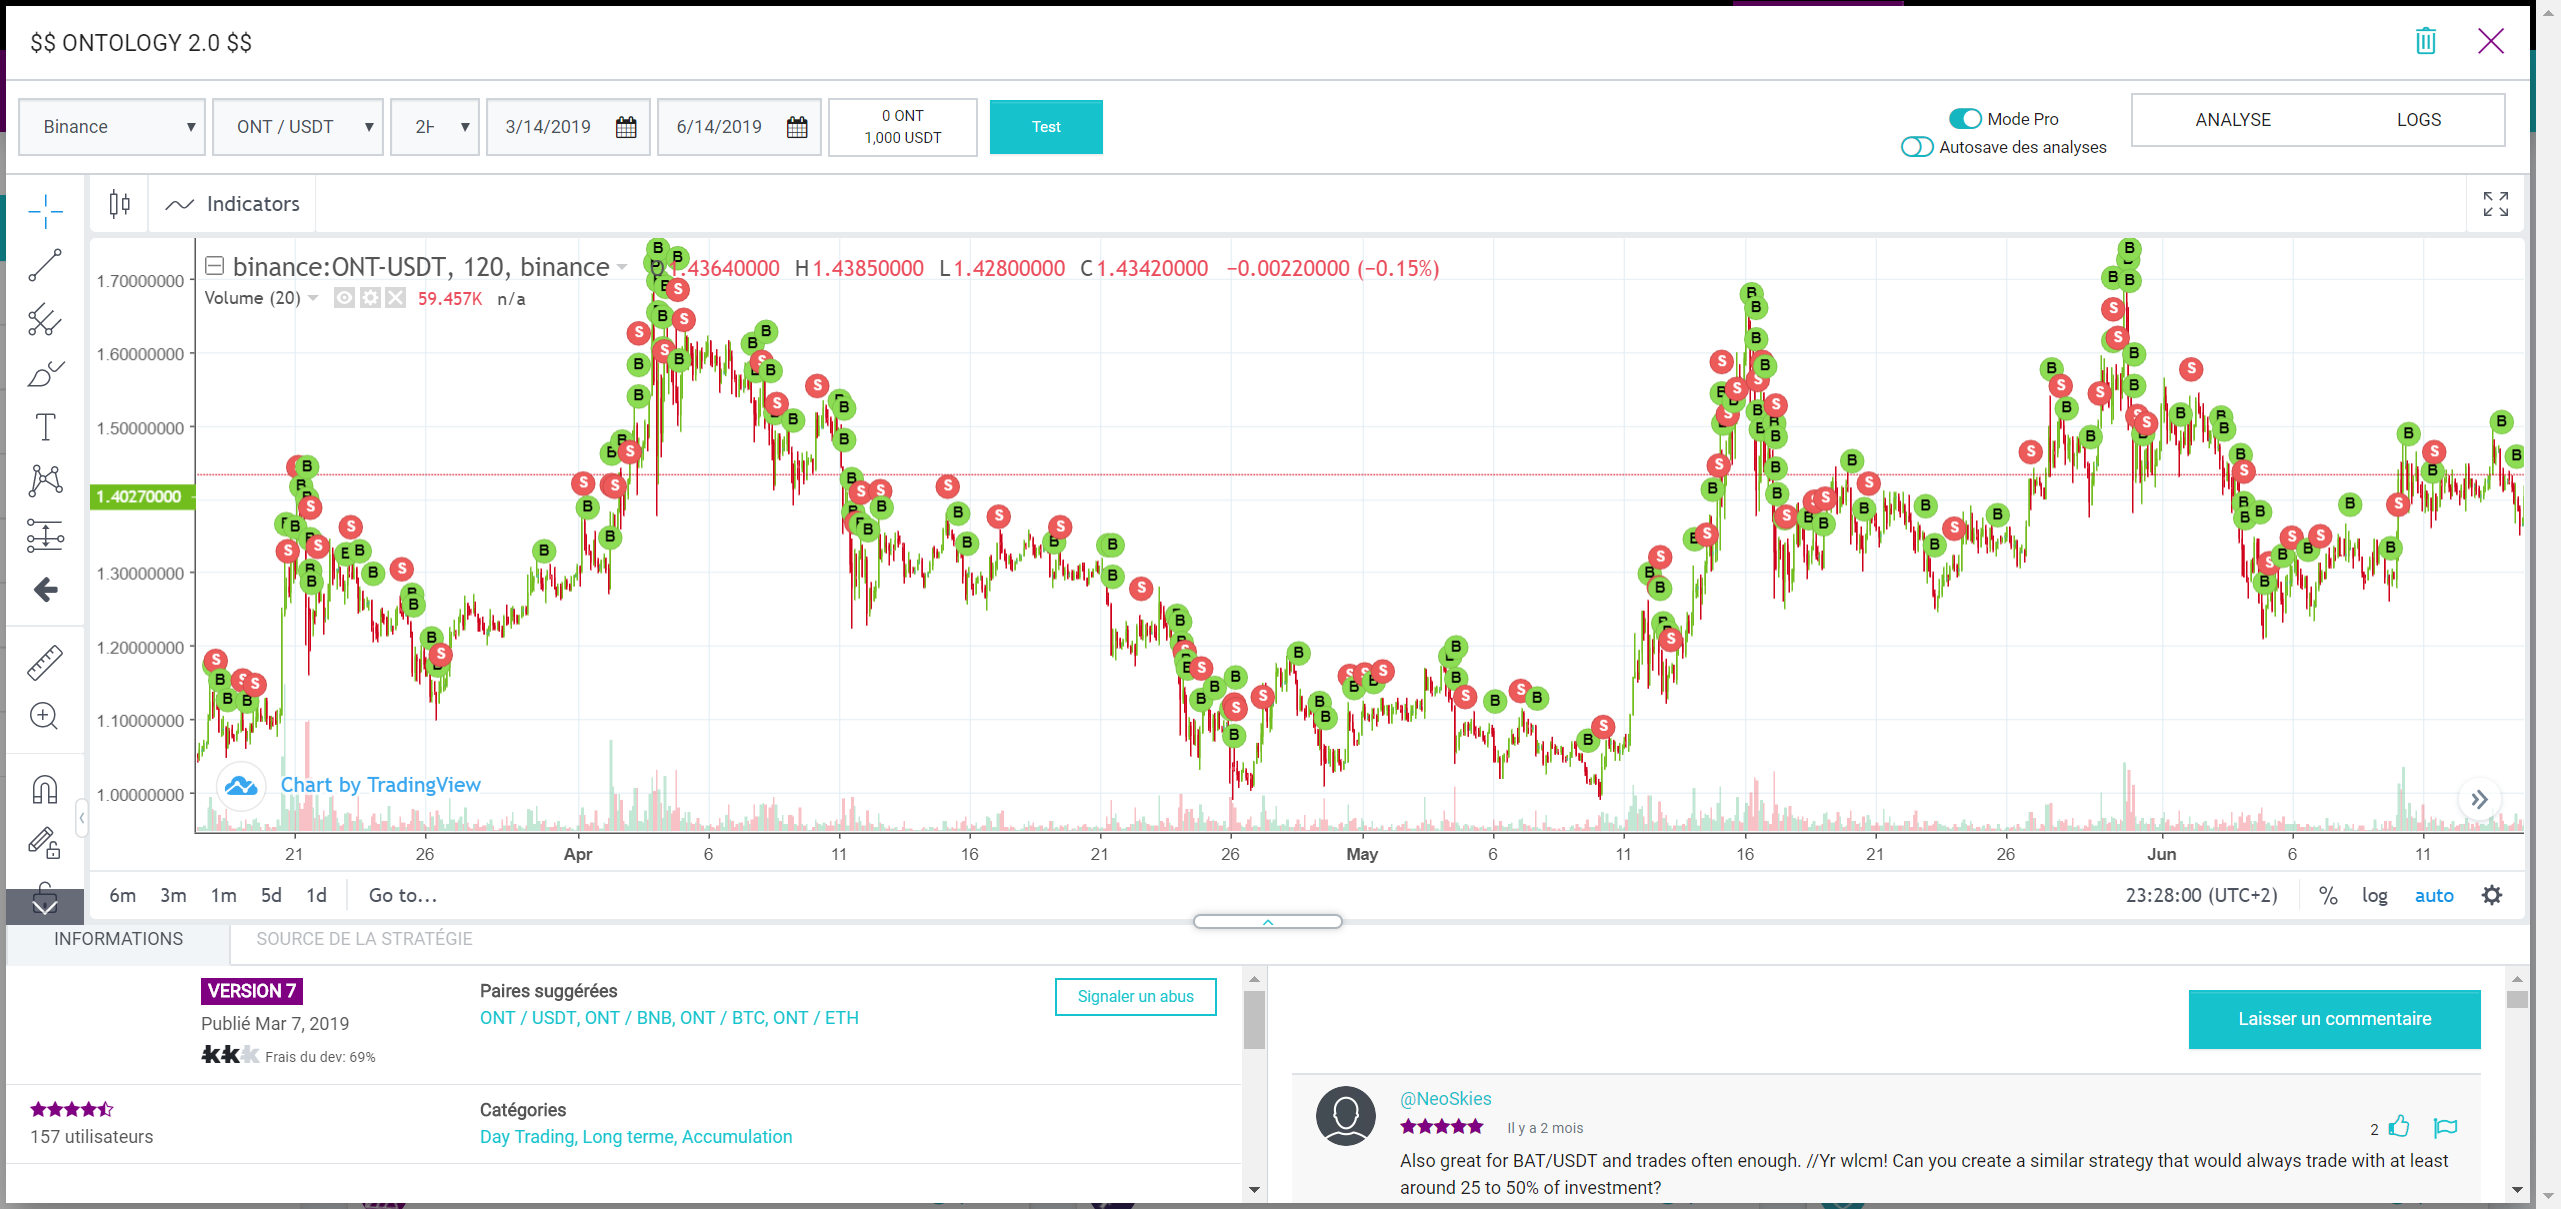 $$ ONTOLOGY 2.0 $$
Binance
ONT / USDT
2H
3/14/2019
6/14/2019
0 ONT
1,000 USDT
Test
Mode Pro
Autosave des analyses
ANALYSE
LOGS
Indicators
binance:ONT-USDT, 120, binance
O1.43640000 H1.43850000 L1.42800000 C1.43420000 −0.00220000 (−0.15%)
Volume (20) 59.457K n/a
1.70000000
1.60000000
1.50000000
1.40270000
1.30000000
1.20000000
1.10000000
1.00000000
Chart by TradingView
21 26 Apr 6 11 16 21 26 May 6 11 16 21 26 Jun 6 11
6m 3m 1m 5d 1d Go to...
23:28:00 (UTC+2) % log auto
INFORMATIONS
SOURCE DE LA STRATÉGIE
VERSION 7
Publié Mar 7, 2019
Frais du dev: 69%
Paires suggérées
ONT / USDT, ONT / BNB, ONT / BTC, ONT / ETH
Signaler un abus
157 utilisateurs
Catégories
Day Trading, Long terme, Accumulation
Laisser un commentaire
@NeoSkies
Il y a 2 mois
2
Also great for BAT/USDT and trades often enough. //Yr wlcm! Can you create a similar strategy that would always trade with at least
around 25 to 50% of investment?